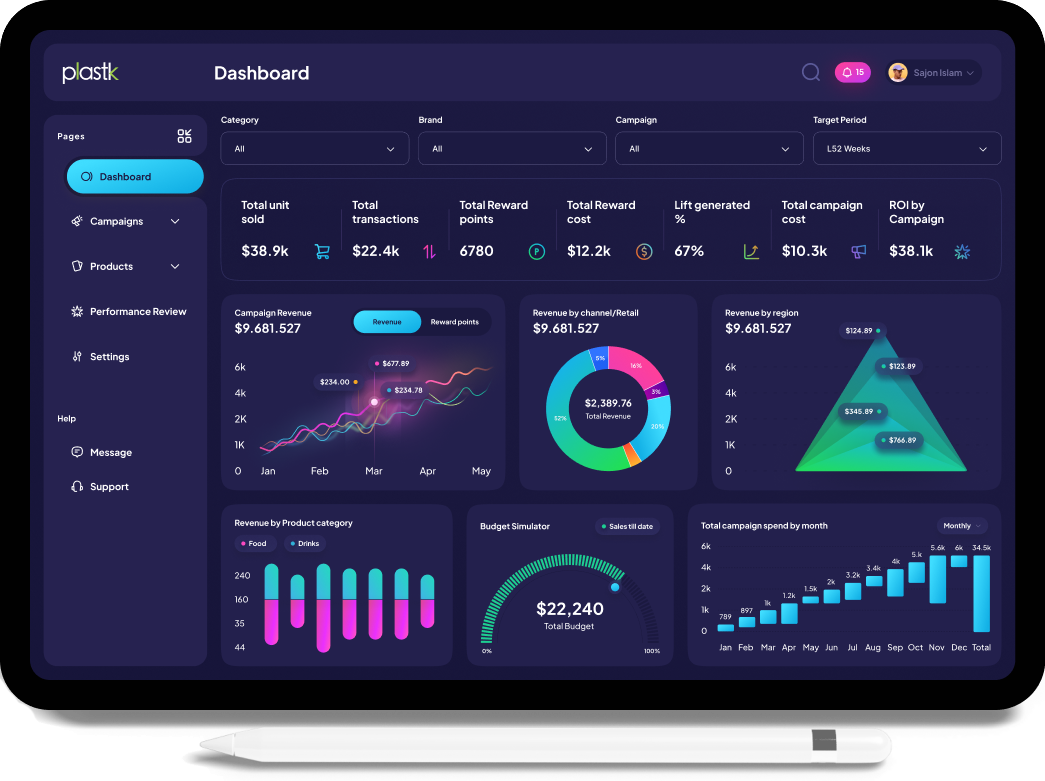 plastk
Dashboard
15
Sajon Islam
Pages
Dashboard
Campaigns
Products
Performance Review
Settings
Help
Message
Support
Category
Brand
Campaign
Target Period
All
All
All
L52 Weeks
Total unit sold
$38.9k
Total transactions
$22.4k
Total Reward points
6780
P
Total Reward cost
$12.2k
$
Lift generated %
67%
Total campaign cost
$10.3k
ROI by Campaign
$38.1k
Campaign Revenue
$9.681.527
Revenue
Reward points
$677.89
$234.00
$234.78
6k
4k
2K
1K
0
Jan Feb Mar Apr May
Revenue by channel/Retail
$9.681.527
5%
16%
3%
20%
52%
$2,389.76
Total Revenue
Revenue by region
$9.681.527
$124.89
$123.89
$345.89
$766.89
6k
4k
2K
1K
0
Revenue by Product category
Food
Drinks
240
160
35
44
Budget Simulator
Sales till date
$22,240
Total Budget
0%
100%
Total campaign spend by month
Monthly
6k
4k
2k
1k
0
789 897 1k 1.2k 1.5k 2k 3.2k 3.4k 4k 5.k 5.6k 6k 34.5k
Jan Feb Mar Apr May Jun Jul Aug Sep Oct Nov Dec Total